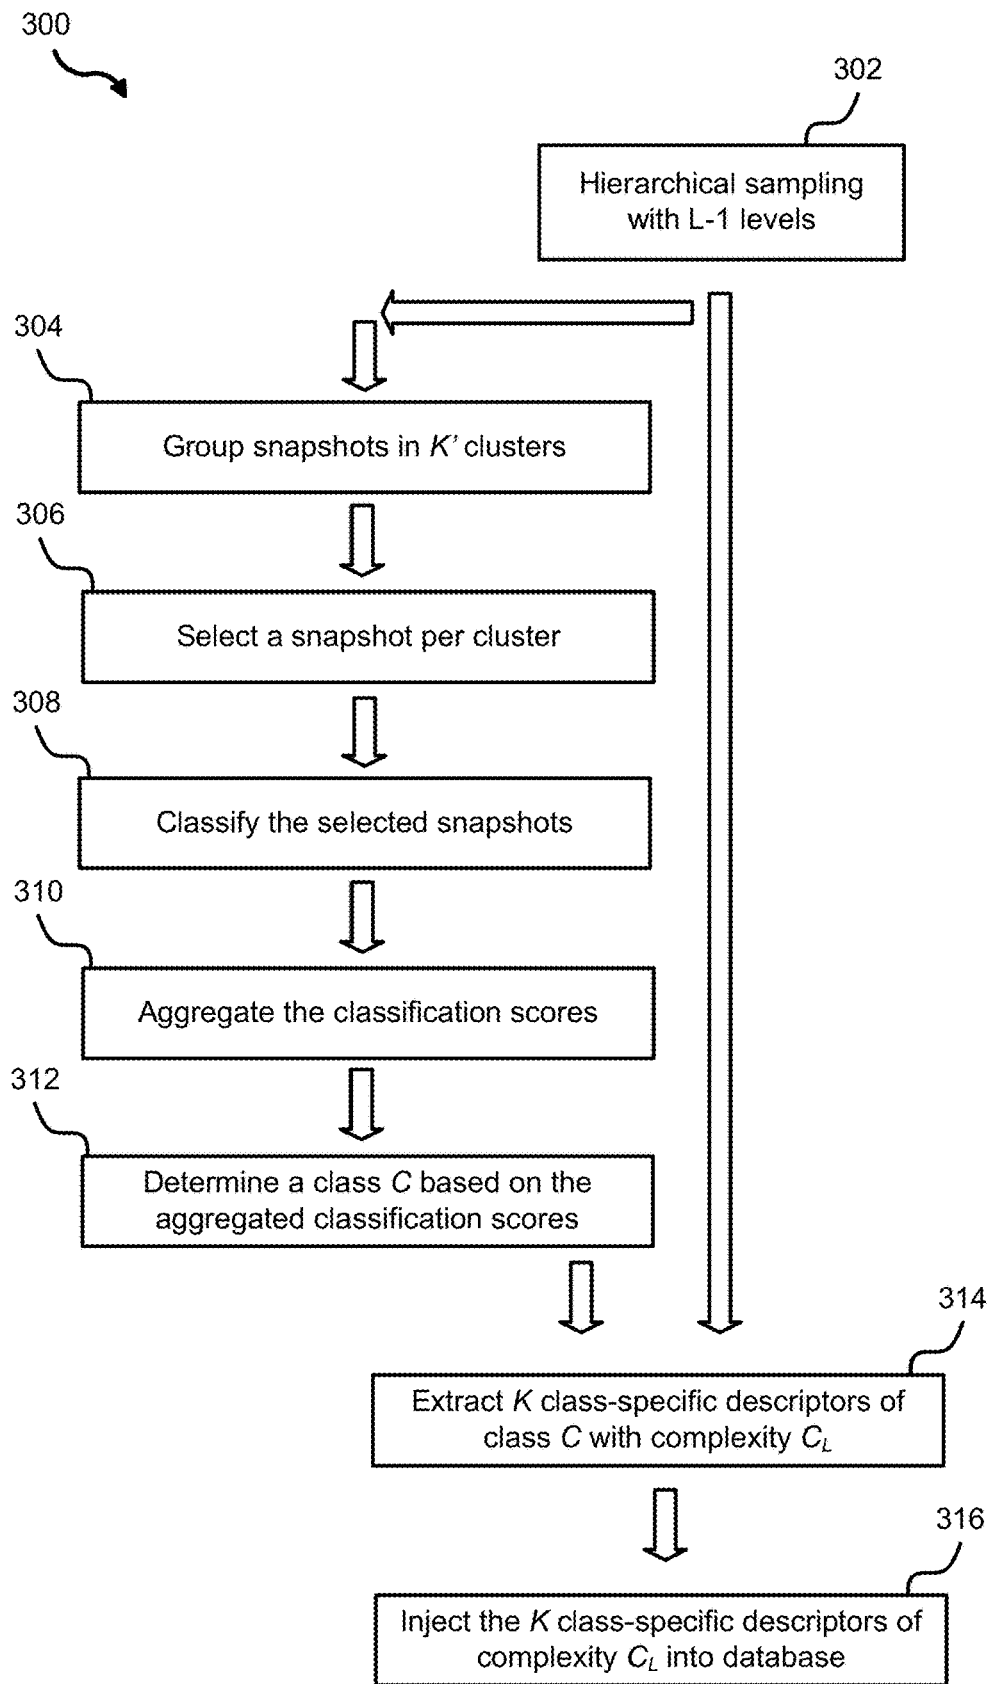 300
302
Hierarchical sampling
with L-1 levels
304
Group snapshots in K' clusters
306
Select a snapshot per cluster
308
Classify the selected snapshots
310
Aggregate the classification scores
312
Determine a class C based on the
aggregated classification scores
314
Extract K class-specific descriptors of
class C with complexity C_L
316
Inject the K class-specific descriptors of
complexity C_L into database